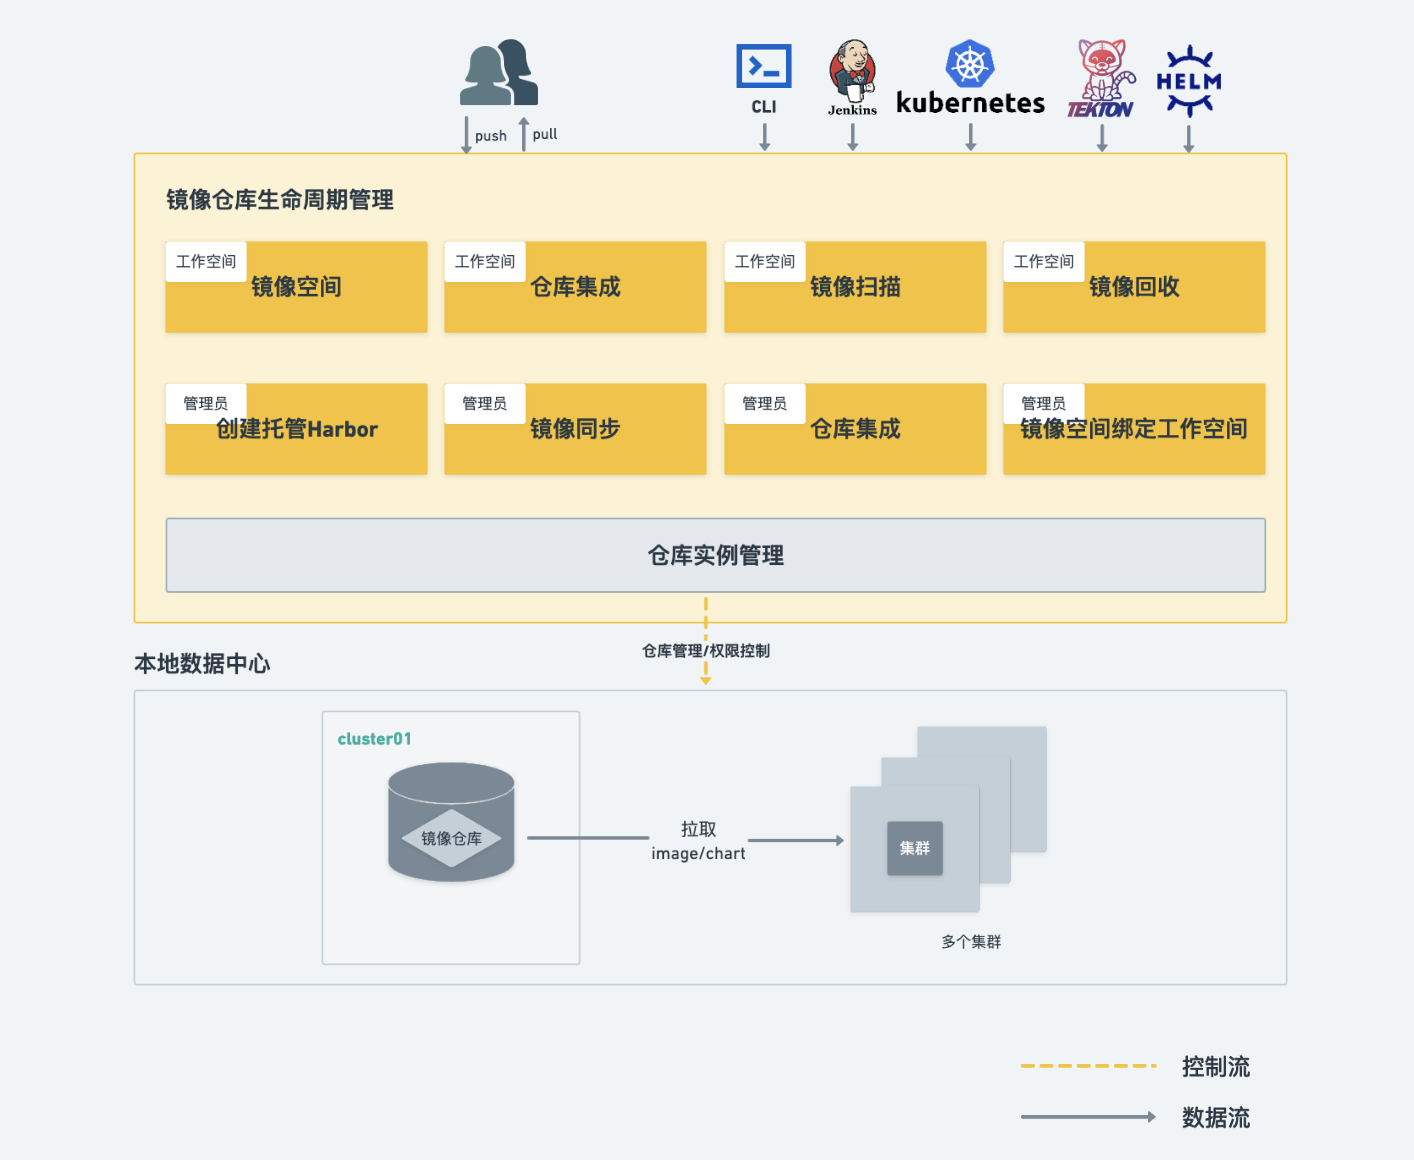 CLI
Jenkins
kubernetes
TEKTON
HELM
push
pull
镜像仓库生命周期管理
工作空间
镜像空间
工作空间
仓库集成
工作空间
镜像扫描
工作空间
镜像回收
管理员
创建托管Harbor
管理员
镜像同步
管理员
仓库集成
管理员
镜像空间绑定工作空间
仓库实例管理
仓库管理/权限控制
本地数据中心
cluster01
镜像仓库
拉取
image/chart
集群
多个集群
控制流
数据流